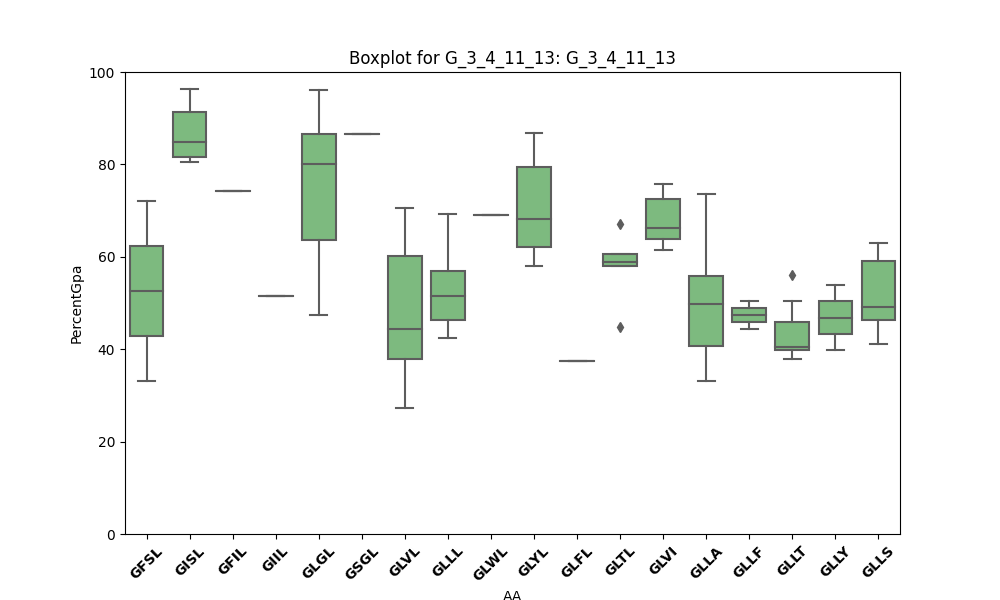 Boxplot for G_3_4_11_13: G_3_4_11_13
100
80
60
40
20
0
PercentGpa
GFSL
GISL
GFIL
GIIL
GLGL
GSGL
GLVL
GLLL
GLWL
GLYL
GLFL
GLTL
GLVI
GLLA
GLLF
GLLT
GLLY
GLLS
AA